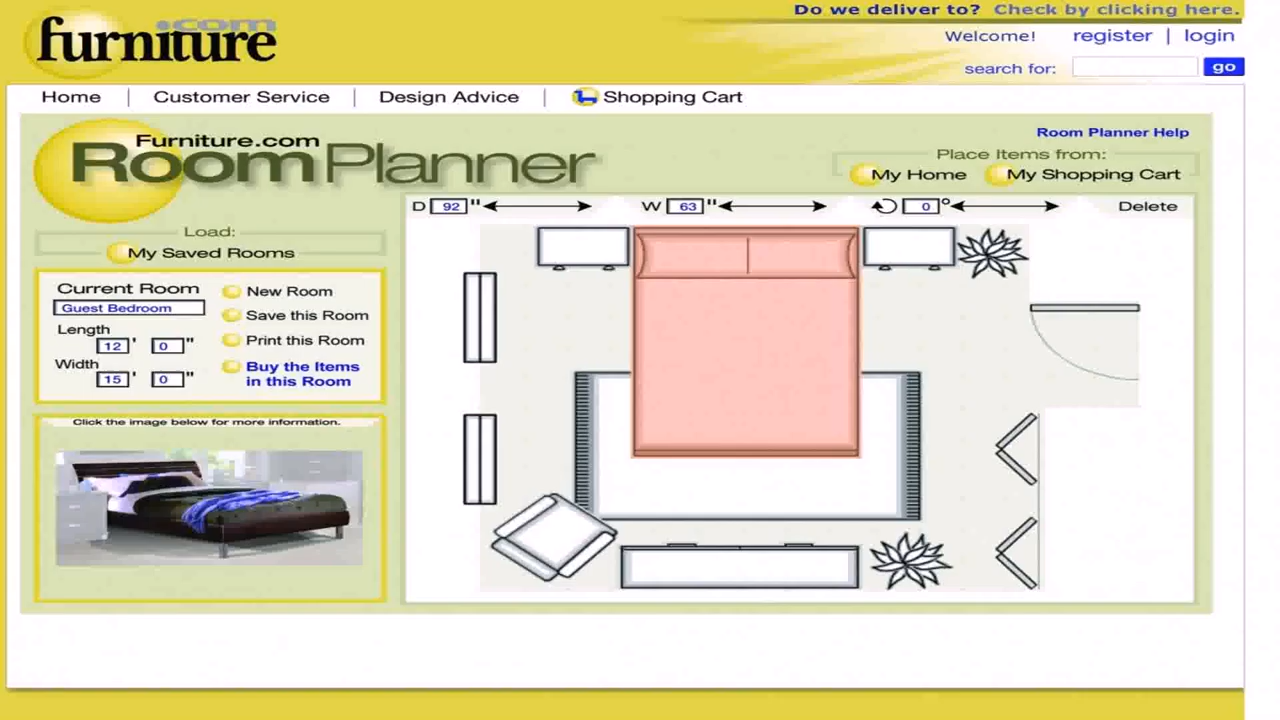 Do we deliver to? Check by clicking here.
furniture.com
Welcome! register | login
search for: go
Home | Customer Service | Design Advice | Shopping Cart
Furniture.com
RoomPlanner
Room Planner Help
Place Items from:
My Home My Shopping Cart
D 92 " W 63 " 0 ° Delete
Load:
My Saved Rooms
Current Room
Guest Bedroom
Length
12 ' 0 "
Width
15 ' 0 "
New Room
Save this Room
Print this Room
Buy the Items
in this Room
Click the image below for more information.